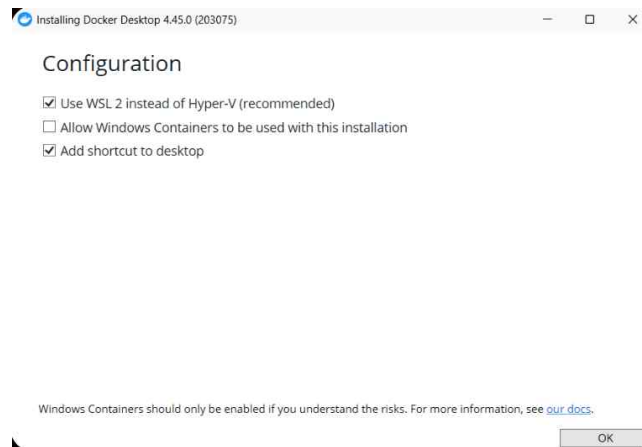 Installing Docker Desktop 4.45.0 (203075)
Configuration
Use WSL 2 instead of Hyper-V (recommended)
Allow Windows Containers to be used with this installation
Add shortcut to desktop
Windows Containers should only be enabled if you understand the risks. For more information, see our docs.
OK